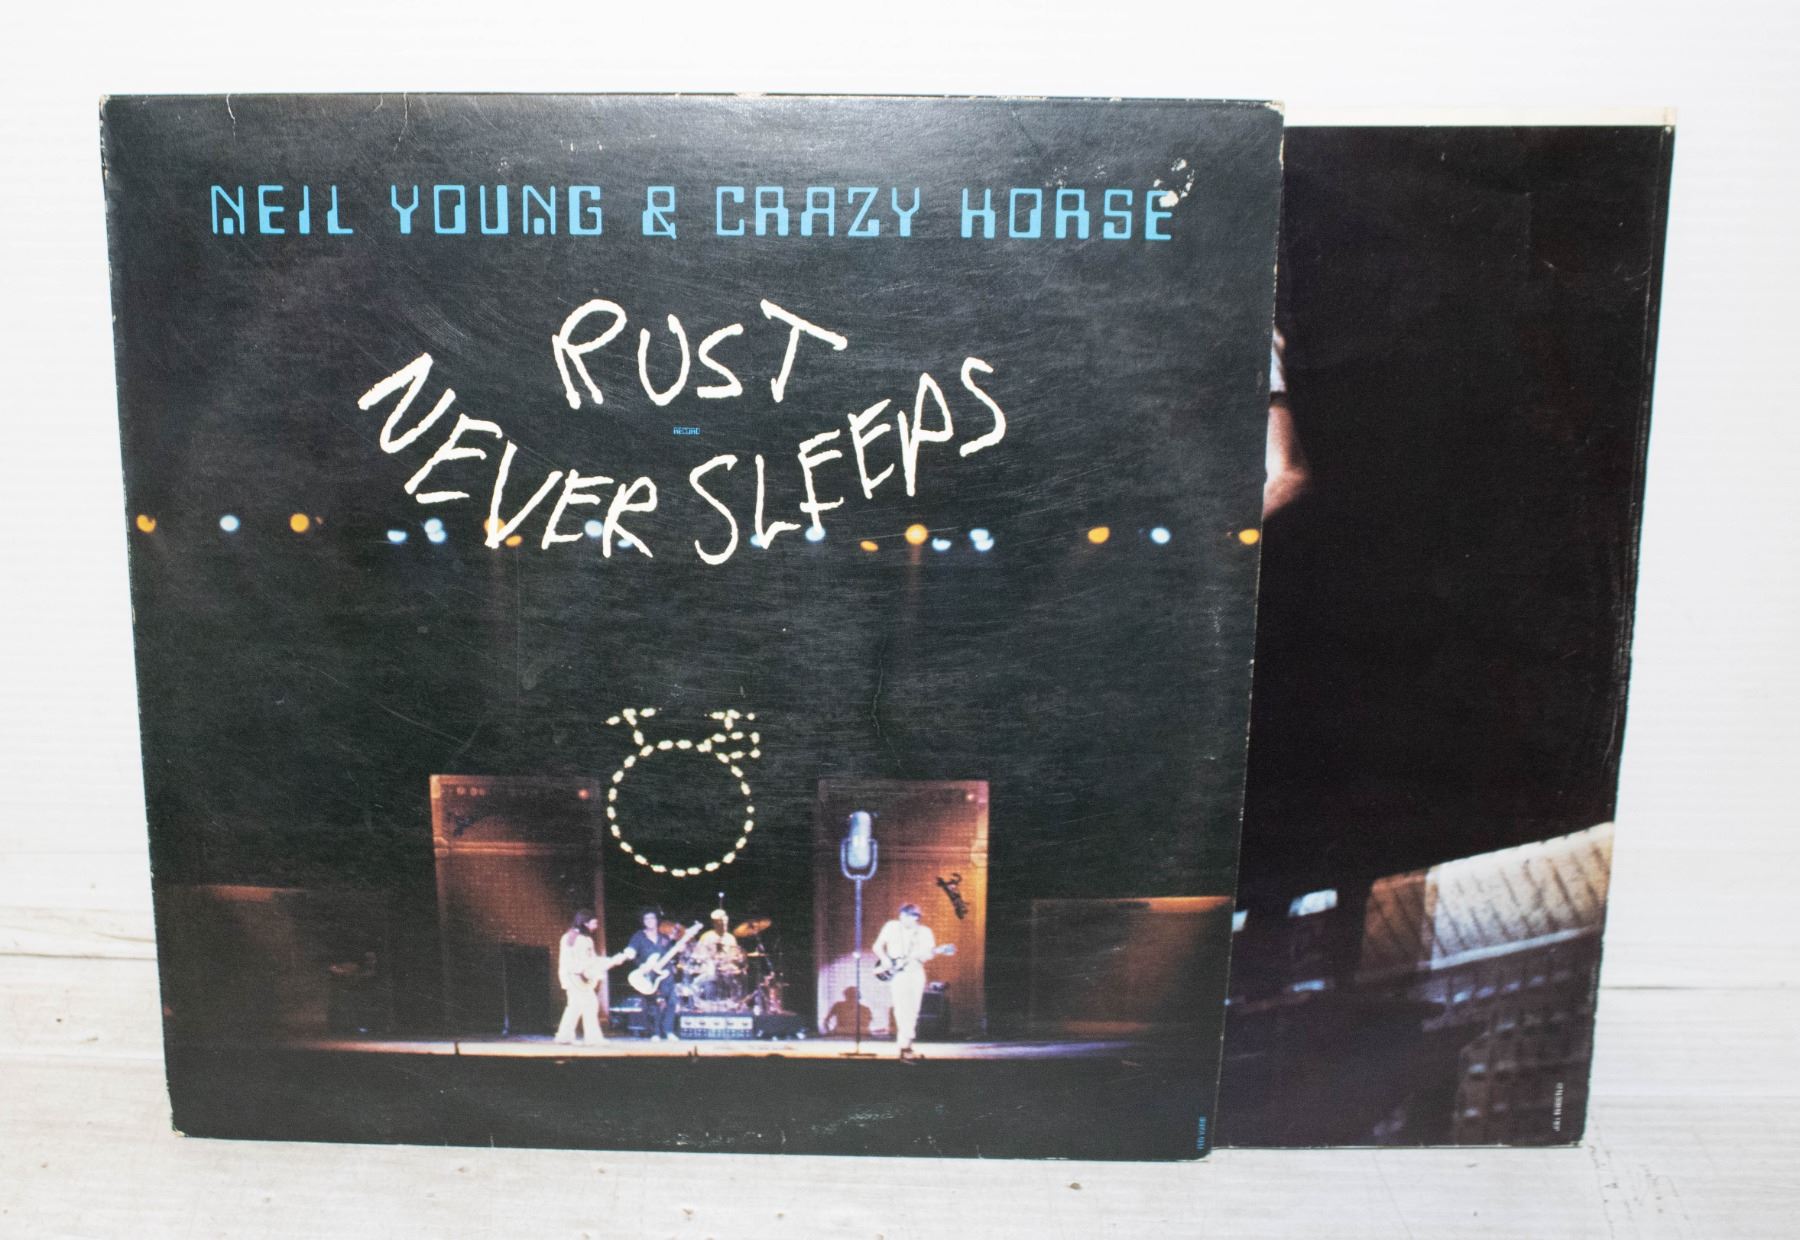 NEIL YOUNG & CRAZY HORSE
RUST
NEVER SLEEPS